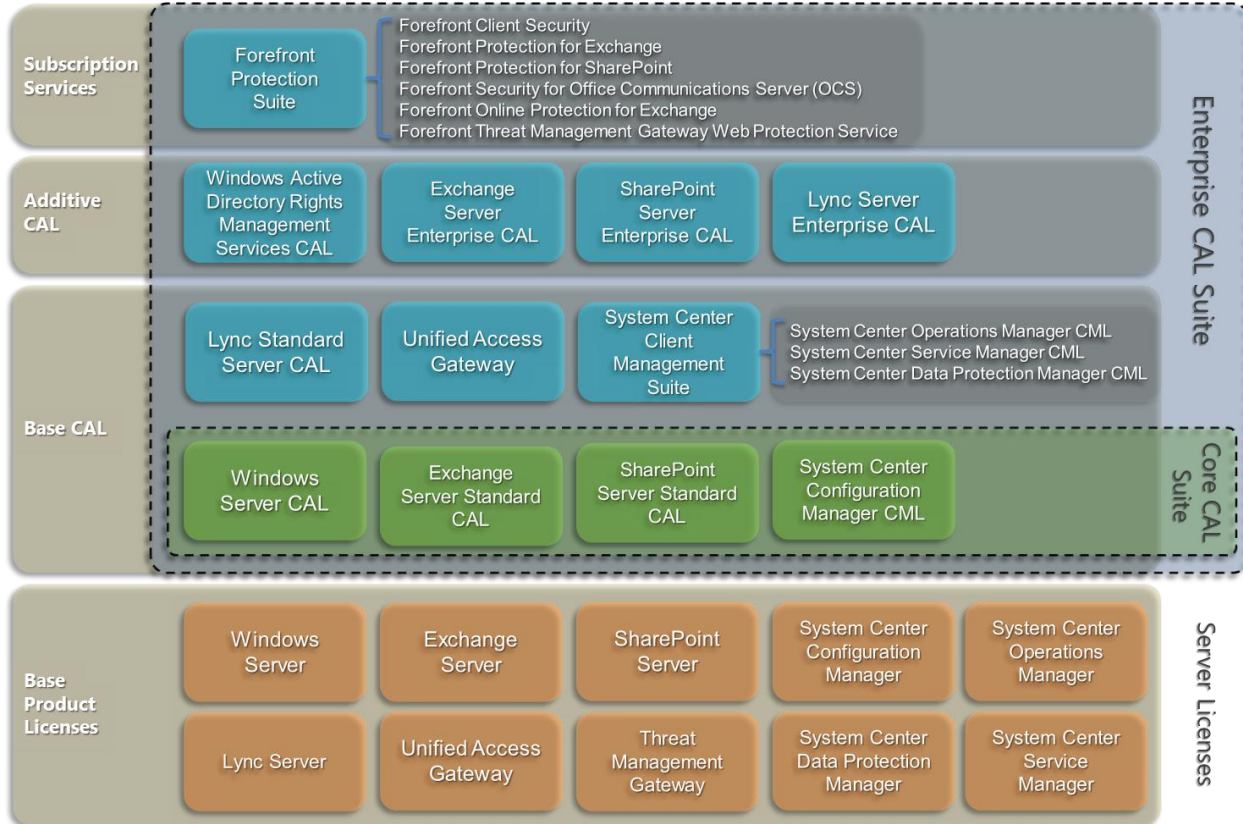 Subscription
Services
Forefront
Protection
Suite
Forefront Client Security
Forefront Protection for Exchange
Forefront Protection for SharePoint
Forefront Security for Office Communications Server (OCS)
Forefront Online Protection for Exchange
Forefront Threat Management Gateway Web Protection Service
Enterprise CAL Suite
Additive
CAL
Windows Active
Directory Rights
Management
Services CAL
Exchange
Server
Enterprise CAL
SharePoint
Server
Enterprise CAL
Lync Server
Enterprise CAL
Base CAL
Lync Standard
Server CAL
Unified Access
Gateway
System Center
Client
Management
Suite
System Center Operations Manager CML
System Center Service Manager CML
System Center Data Protection Manager CML
Windows
Server CAL
Exchange
Server Standard
CAL
SharePoint
Server Standard
CAL
System Center
Configuration
Manager CML
Core CAL
Suite
Base
Product
Licenses
Windows
Server
Exchange
Server
SharePoint
Server
System Center
Configuration
Manager
System Center
Operations
Manager
Lync Server
Unified Access
Gateway
Threat
Management
Gateway
System Center
Data Protection
Manager
System Center
Service
Manager
Server Licenses